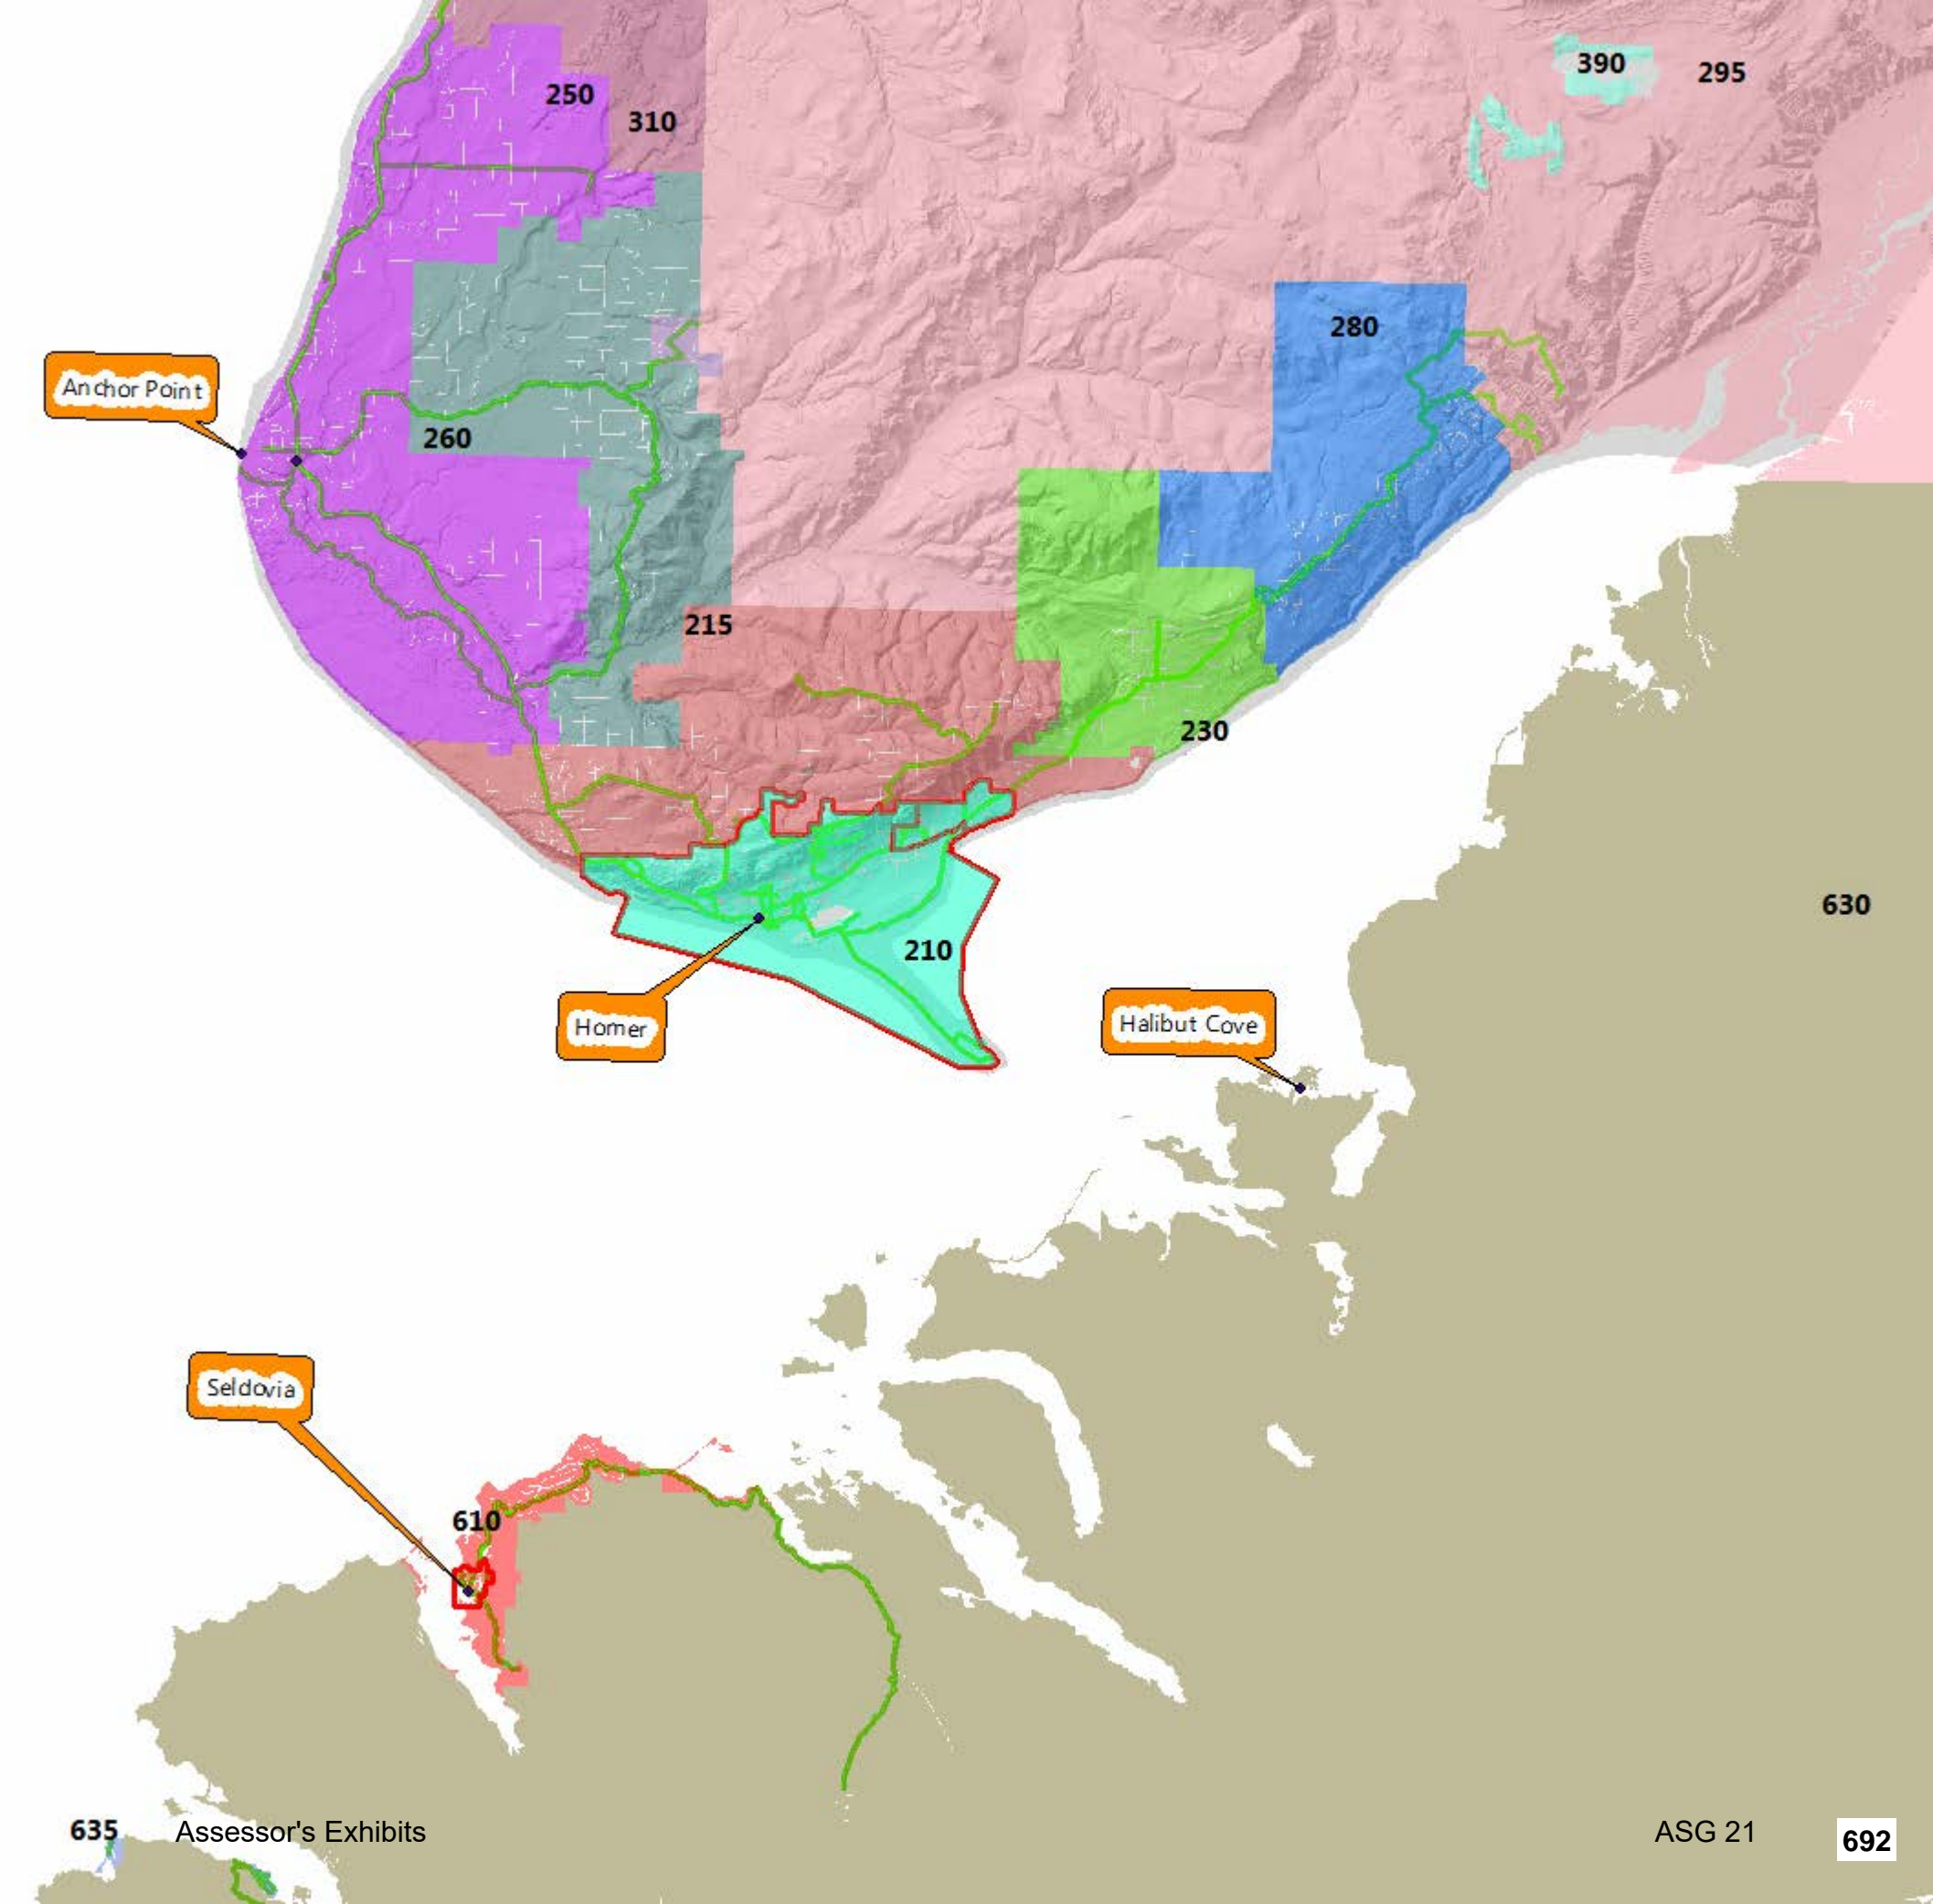 390
295
250
310
280
Anchor Point
260
215
230
630
210
Homer
Halibut Cove
Seldovia
610
635
Assessor's Exhibits
ASG 21
692